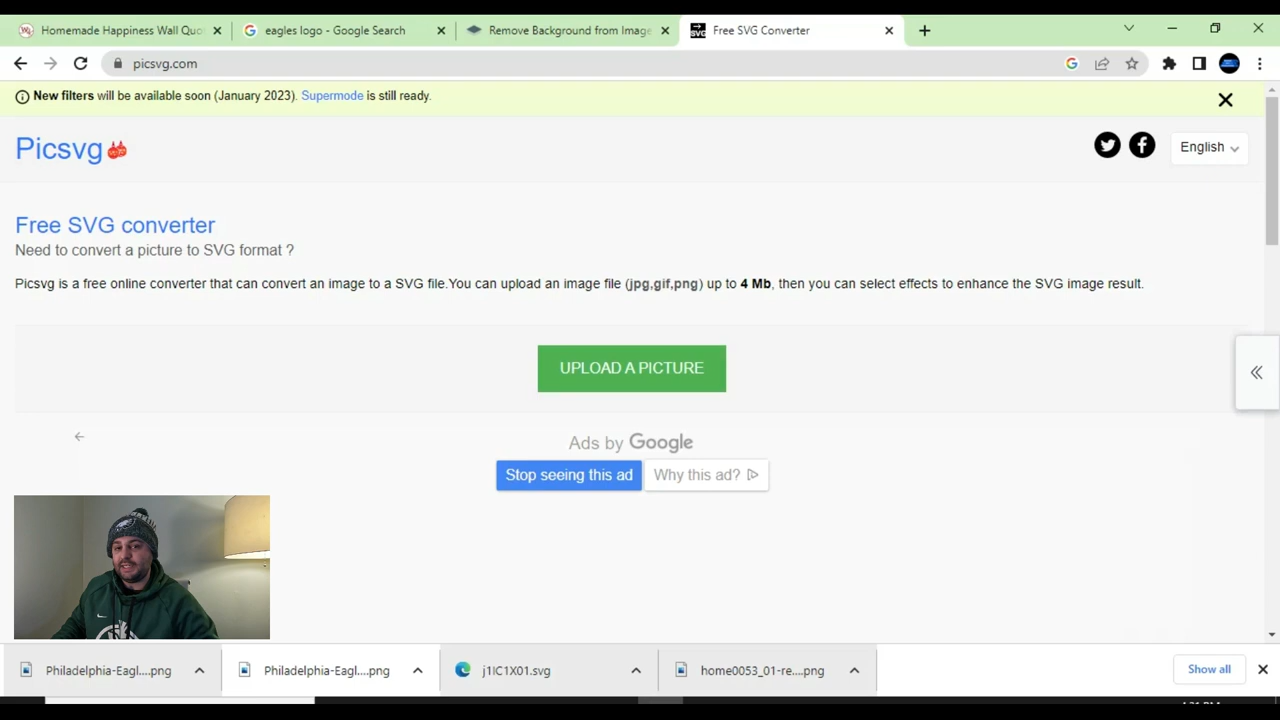 Homemade Happiness Wall Quo
eagles logo - Google Search
Remove Background from Image
SVG
Free SVG Converter
picsvg.com
New filters will be available soon (January 2023). Supermode is still ready.
Picsvg
English
Free SVG converter
Need to convert a picture to SVG format ?
Picsvg is a free online converter that can convert an image to a SVG file.You can upload an image file (jpg,gif,png) up to 4 Mb, then you can select effects to enhance the SVG image result.
UPLOAD A PICTURE
Ads by Google
Stop seeing this ad
Why this ad?
Philadelphia-Eagl....png
Philadelphia-Eagl....png
j1IC1X01.svg
home0053_01-re....png
Show all